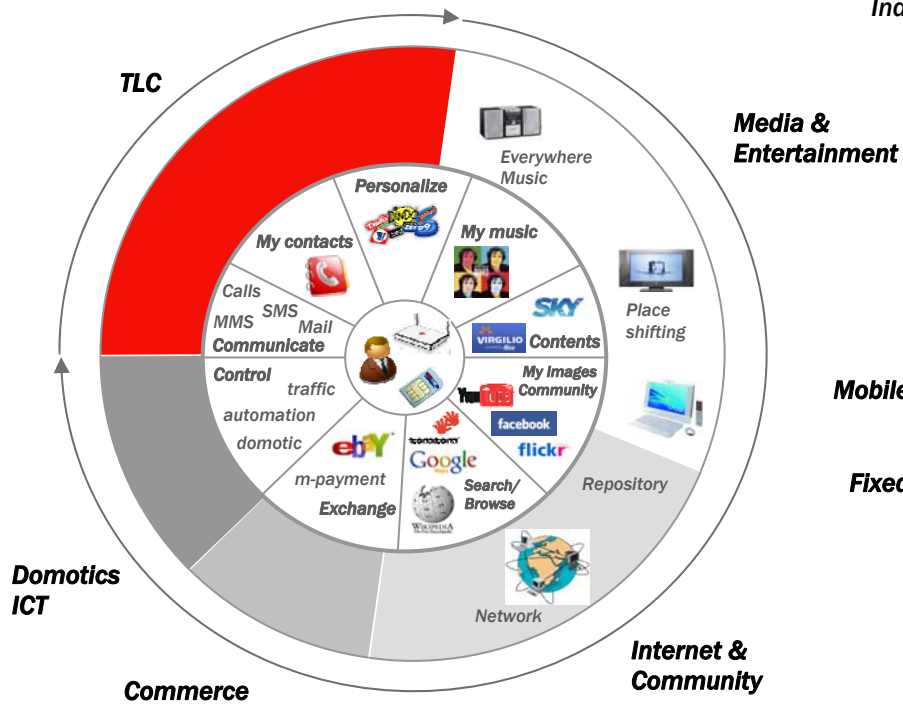 Ind
TLC
Media &
Entertainment
Everywhere
Music
Personalize
My contacts
My music
Calls
SMS
MMS
Mail
Communicate
SKY
VIRGILIO
Contents
Place
shifting
Control
traffic
automation
domotic
My Images
Community
YouTube
facebook
flickr
Mobile
Fixed
ebaY
m-payment
Exchange
Google
Search/
Browse
WIKIPEDIA
Repository
Network
Domotics
ICT
Commerce
Internet &
Community